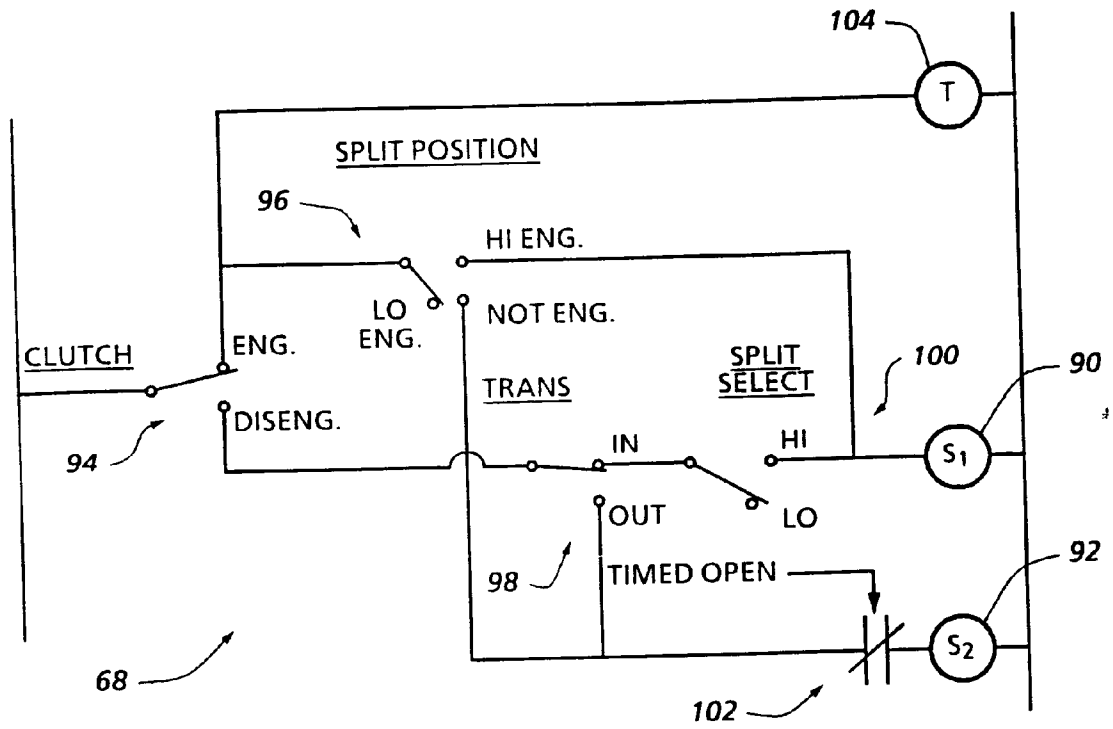 104
T
SPLIT POSITION
96
HI ENG.
LO
ENG.
NOT ENG.
CLUTCH
ENG.
DISENG.
94
TRANS
SPLIT
SELECT
100
90
IN
HI
S1
OUT
LO
98
TIMED OPEN
92
S2
68
102